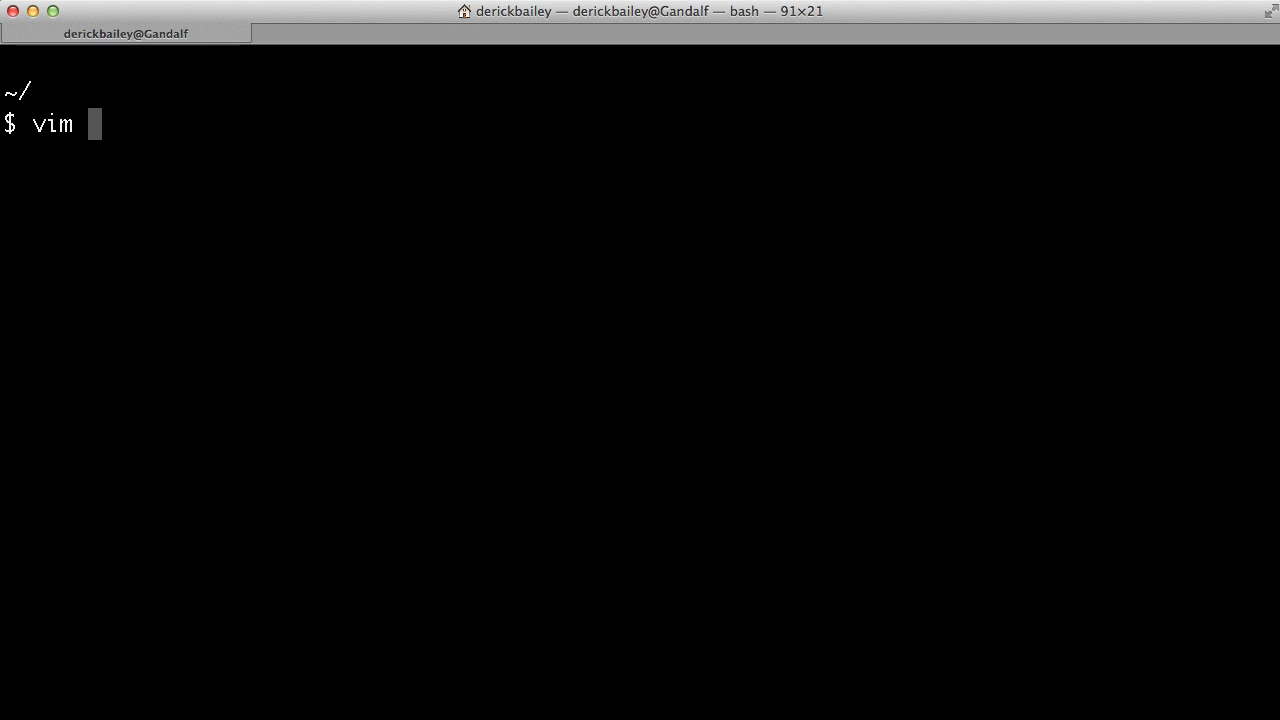 derickbailey — derickbailey@Gandalf — bash — 91×21
derickbailey@Gandalf
~/
$ vim